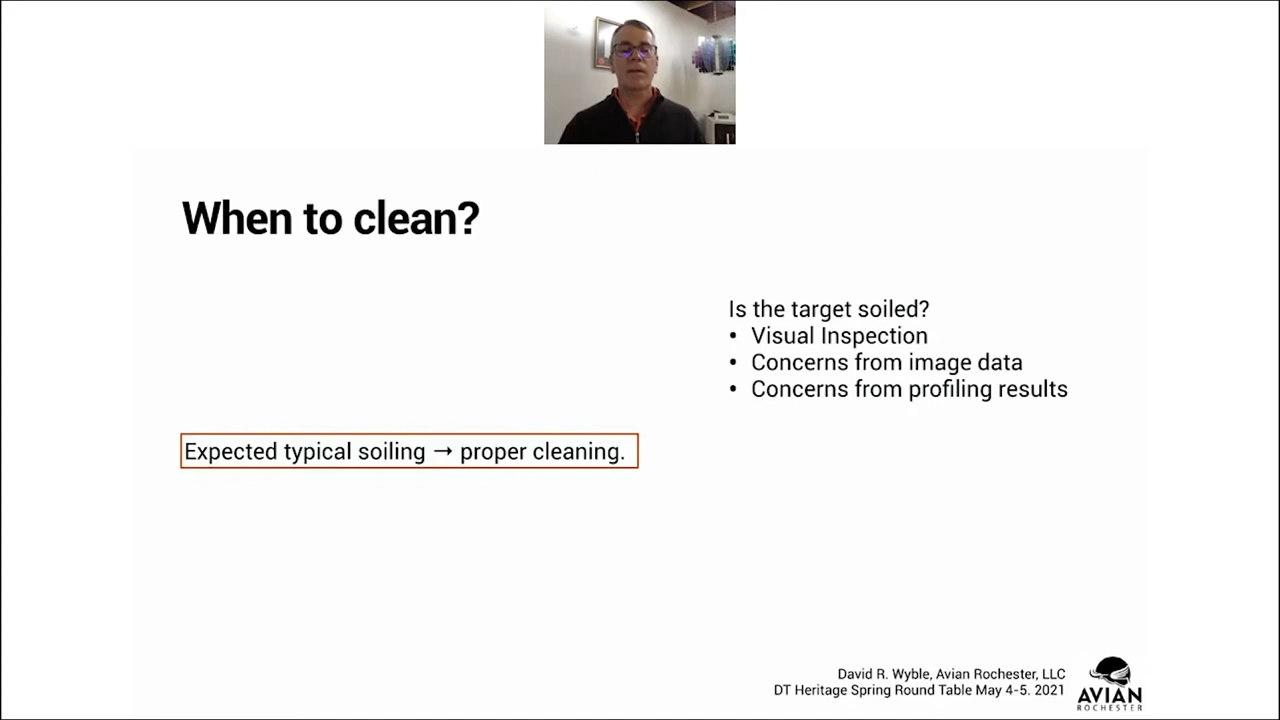 When to clean?
Is the target soiled?
• Visual Inspection
• Concerns from image data
• Concerns from profiling results
Expected typical soiling → proper cleaning.
David R. Wyble, Avian Rochester, LLC
DT Heritage Spring Round Table May 4-5. 2021
AVIAN
ROCHESTER